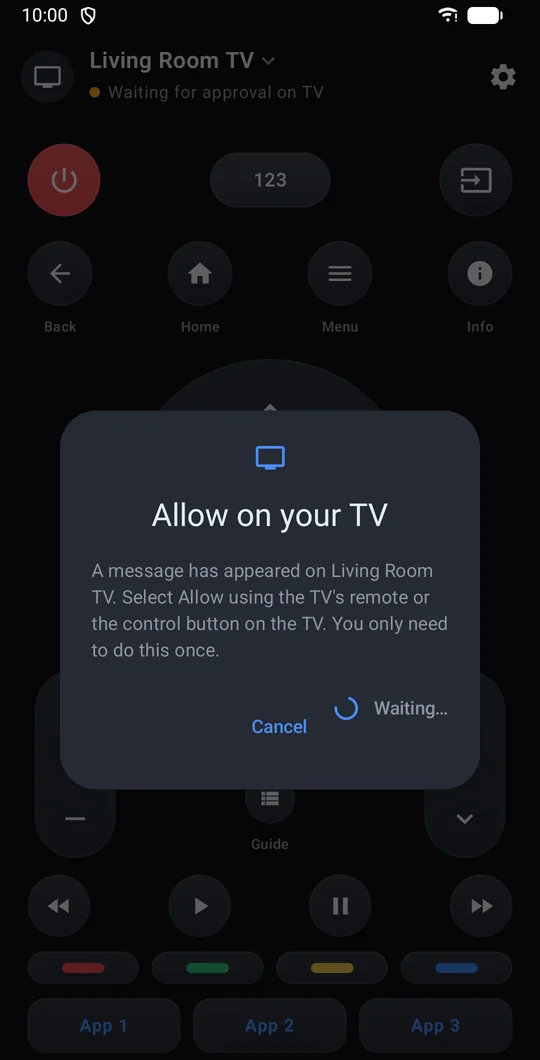 10:00
Living Room TV
Waiting for approval on TV
123
Back
Home
Menu
Info
Allow on your TV
A message has appeared on Living Room
TV. Select Allow using the TV's remote or
the control button on the TV. You only need
to do this once.
Waiting…
Cancel
Guide
App 1
App 2
App 3